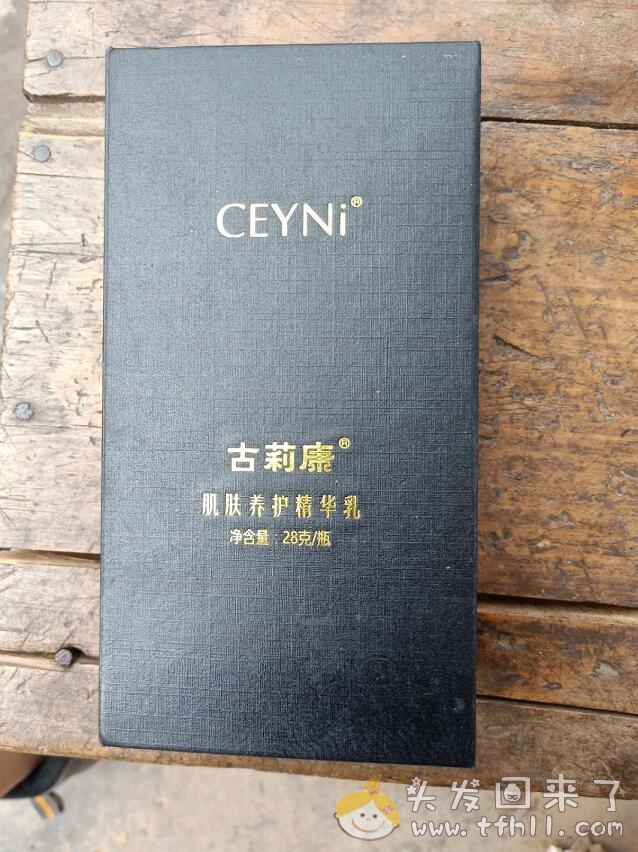 CEYNi®
古莉康®
肌肤养护精华乳
净含量 28克/瓶
头发回来了
www.tfhll.com